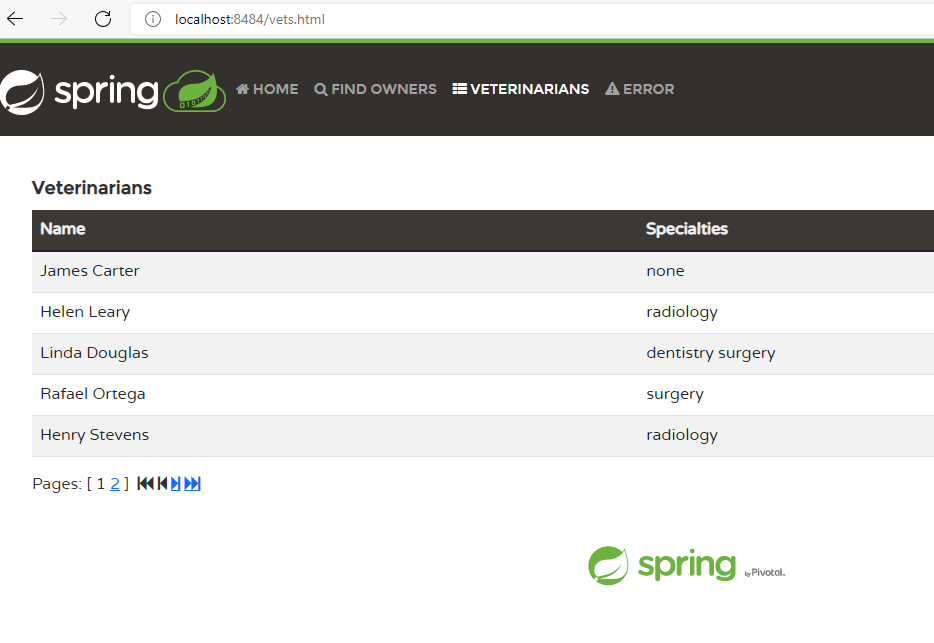 localhost:8484/vets.html
spring HOME FIND OWNERS VETERINARIANS ERROR
Veterinarians
Name Specialties
James Carter none
Helen Leary radiology
Linda Douglas dentistry surgery
Rafael Ortega surgery
Henry Stevens radiology
Pages: [ 1 2 ]
spring by Pivotal.